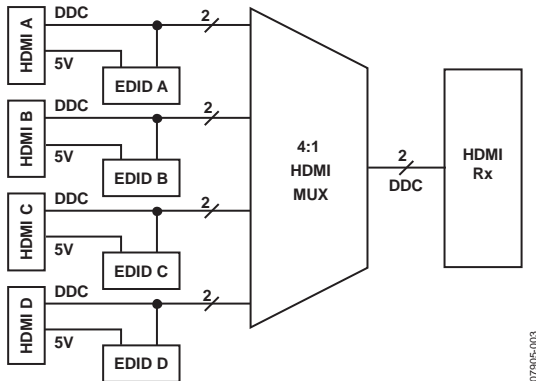 HDMI A
DDC
2
5V
EDID A
HDMI B
DDC
2
5V
EDID B
HDMI C
DDC
2
5V
EDID C
HDMI D
DDC
2
5V
EDID D
4:1
HDMI
MUX
2
DDC
HDMI
Rx
07905-003